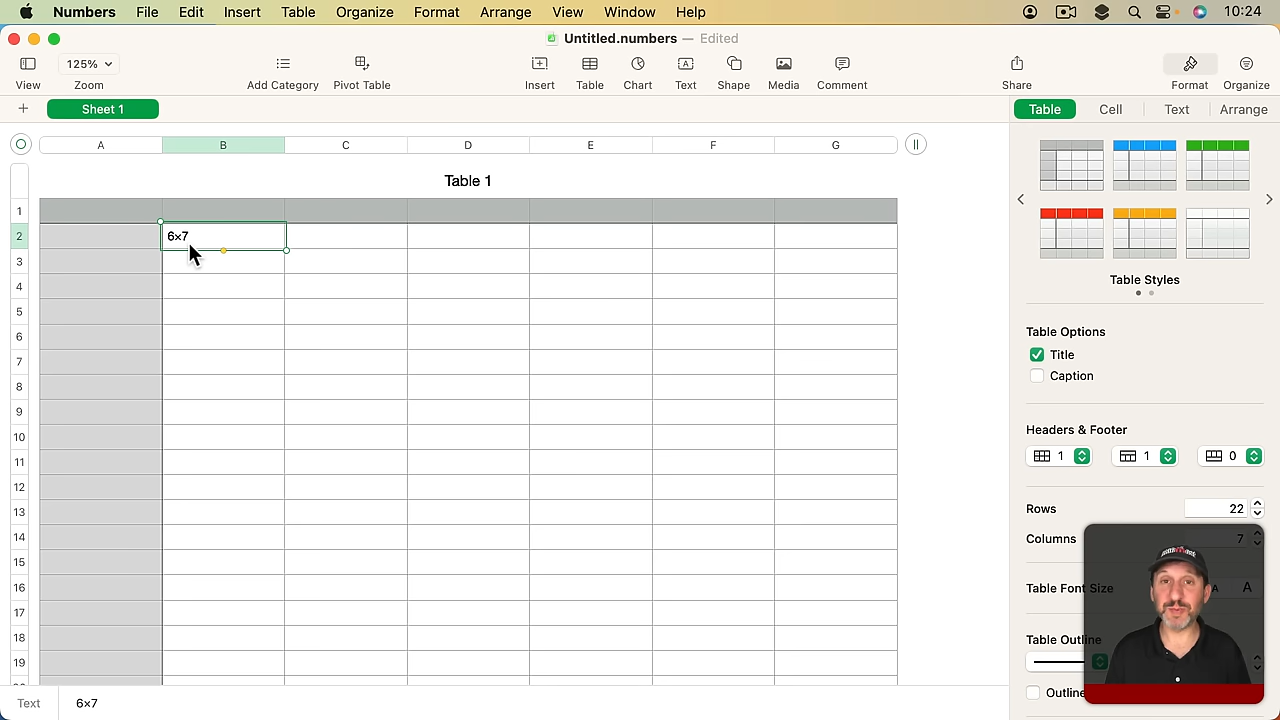 Numbers File Edit Insert Table Organize Format Arrange View Window Help 10:24
Untitled.numbers — Edited
125%
View Zoom Add Category Pivot Table Insert Table Chart Text Shape Media Comment Share Format Organize
+ Sheet 1 Table Cell Text Arrange
A B C D E F G
Table 1
1
2 6×7
3
4
5
6
7
8
9
10
11
12
13
14
15
16
17
18
19
Table Styles
Table Options
Title
Caption
Headers & Footer
1 1 0
Rows 22
Columns 7
Table Font Size A A
Table Outline
Outline
Text 6×7